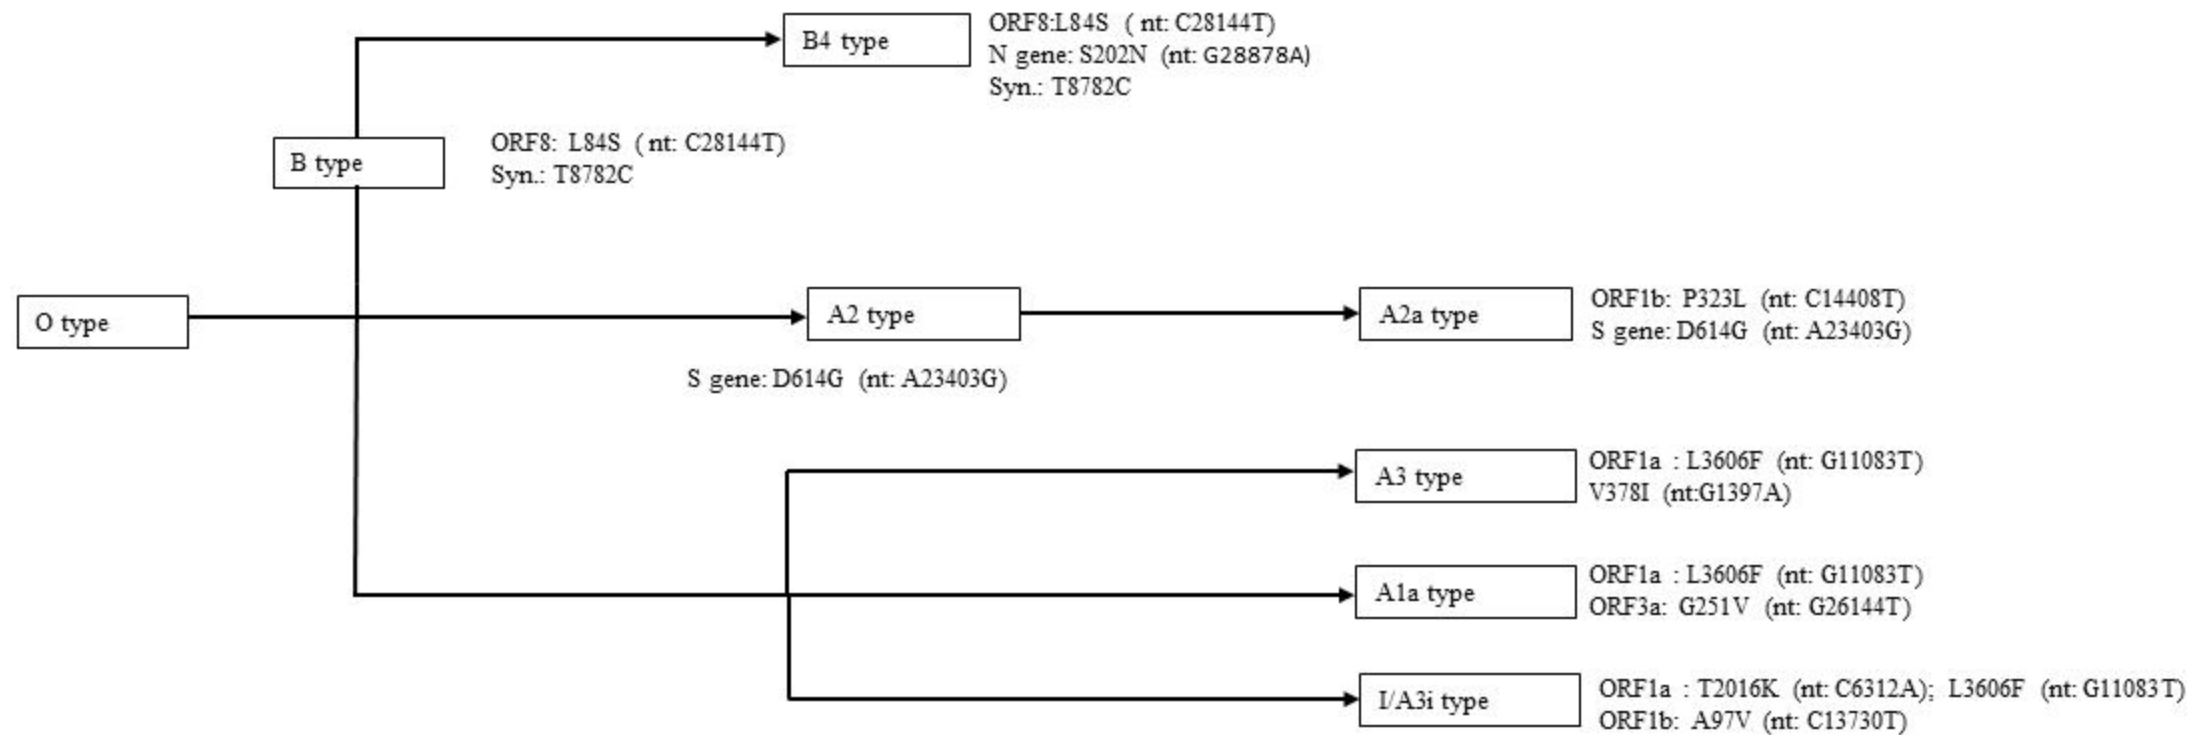 B4 type
ORF8:L84S ( nt: C28144T)
N gene: S202N (nt: G28878A)
Syn.: T8782C
B type
ORF8: L84S ( nt: C28144T)
Syn.: T8782C
O type
A2 type
S gene: D614G (nt: A23403G)
A2a type
ORF1b: P323L (nt: C14408T)
S gene: D614G (nt: A23403G)
A3 type
ORF1a : L3606F (nt: G11083T)
V378I (nt:G1397A)
A1a type
ORF1a : L3606F (nt: G11083T)
ORF3a: G251V (nt: G26144T)
I/A3i type
ORF1a : T2016K (nt: C6312A); L3606F (nt: G11083T)
ORF1b: A97V (nt: C13730T)